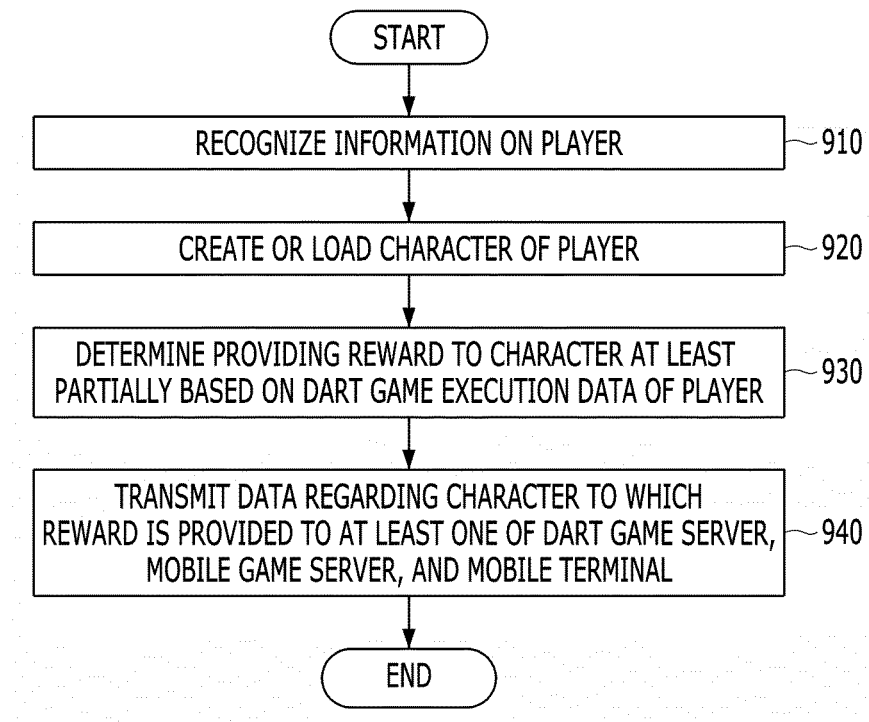 START
RECOGNIZE INFORMATION ON PLAYER
910
CREATE OR LOAD CHARACTER OF PLAYER
920
DETERMINE PROVIDING REWARD TO CHARACTER AT LEAST
PARTIALLY BASED ON DART GAME EXECUTION DATA OF PLAYER
930
TRANSMIT DATA REGARDING CHARACTER TO WHICH
REWARD IS PROVIDED TO AT LEAST ONE OF DART GAME SERVER,
MOBILE GAME SERVER, AND MOBILE TERMINAL
940
END